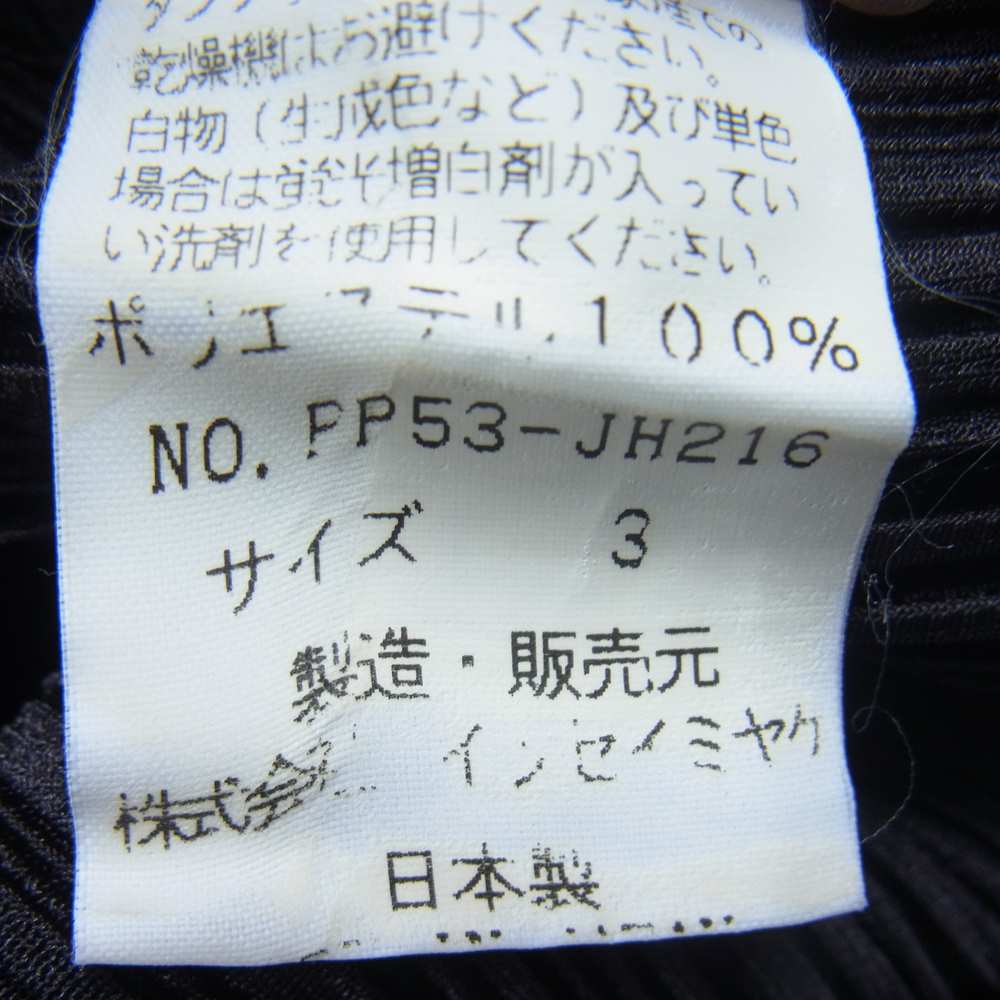 乾燥機はお避けください。
白物（生成色など）及び単色
場合は蛍光増白剤が入ってい
い洗剤を使用してください。
ポリエステル100%
NO. PP53-JH216
サイズ 3
製造・販売元
株式会社 イッセイミヤケ
日本製